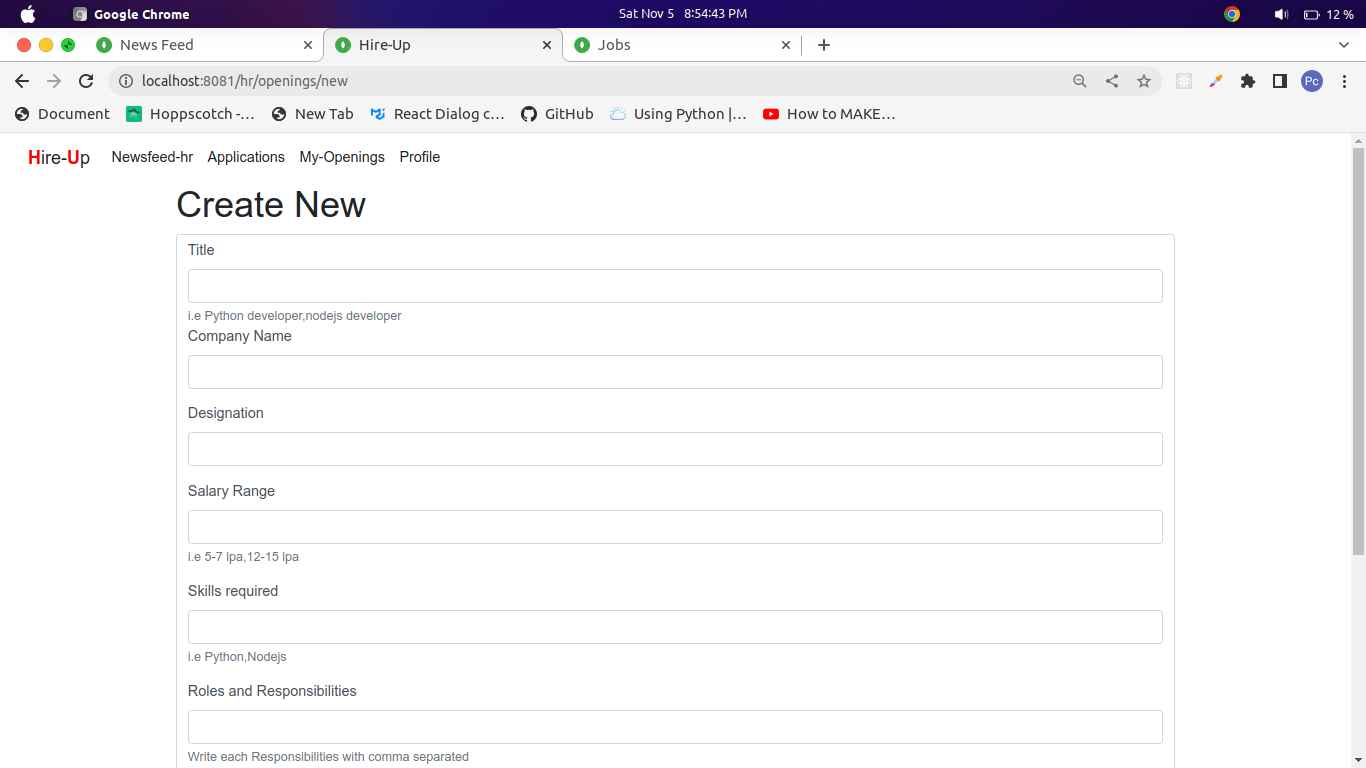 Google Chrome Sat Nov 5 8:54:43 PM 12 %
News Feed Hire-Up Jobs
localhost:8081/hr/openings/new Pc
Document Hoppscotch -... New Tab React Dialog c... GitHub Using Python |... How to MAKE...
Hire-Up Newsfeed-hr Applications My-Openings Profile
Create New
Title
i.e Python developer,nodejs developer
Company Name
Designation
Salary Range
i.e 5-7 lpa,12-15 lpa
Skills required
i.e Python,Nodejs
Roles and Responsibilities
Write each Responsibilities with comma separated